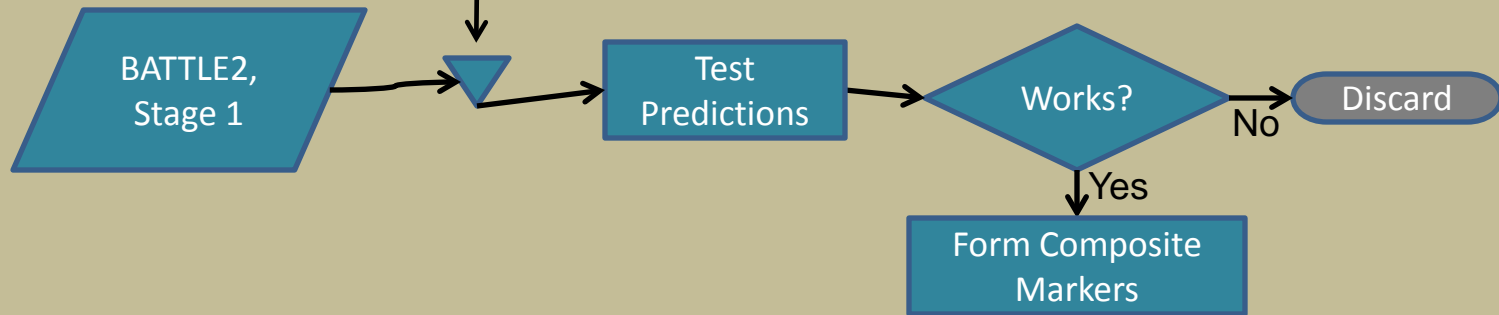 BATTLE2,
Stage 1
Test
Predictions
Works?
No
Discard
Yes
Form Composite
Markers